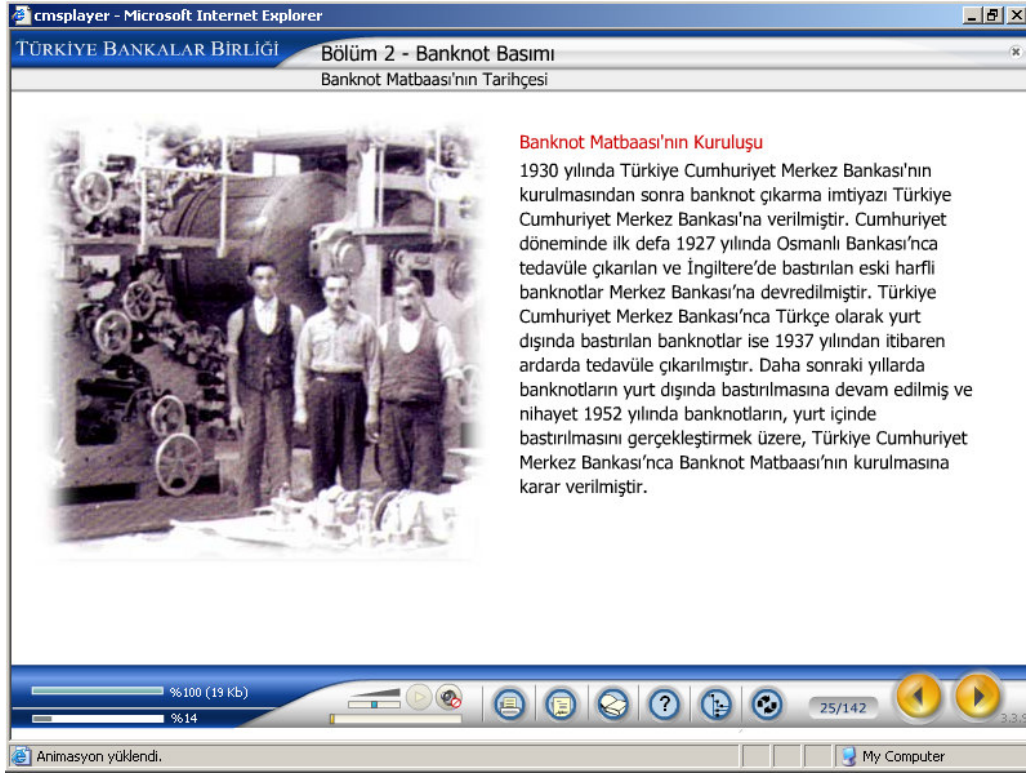 cmsplayer - Microsoft Internet Explorer
TÜRKİYE BANKALAR BİRLİĞİ
Bölüm 2 - Banknot Basımı
Banknot Matbaası'nın Tarihçesi
Banknot Matbaası'nın Kuruluşu
1930 yılında Türkiye Cumhuriyet Merkez Bankası'nın
kurulmasından sonra banknot çıkarma imtiyazı Türkiye
Cumhuriyet Merkez Bankası'na verilmiştir. Cumhuriyet
döneminde ilk defa 1927 yılında Osmanlı Bankası’nca
tedavüle çıkarılan ve İngiltere’de bastırılan eski harfli
banknotlar Merkez Bankası’na devredilmiştir. Türkiye
Cumhuriyet Merkez Bankası’nca Türkçe olarak yurt
dışında bastırılan banknotlar ise 1937 yılından itibaren
ardarda tedavüle çıkarılmıştır. Daha sonraki yıllarda
banknotların yurt dışında bastırılmasına devam edilmiş ve
nihayet 1952 yılında banknotların, yurt içinde
bastırılmasını gerçekleştirmek üzere, Türkiye Cumhuriyet
Merkez Bankası’nca Banknot Matbaası’nın kurulmasına
karar verilmiştir.
%100 (19 Kb)
%14
?
25/142
Animasyon yüklendi.
My Computer